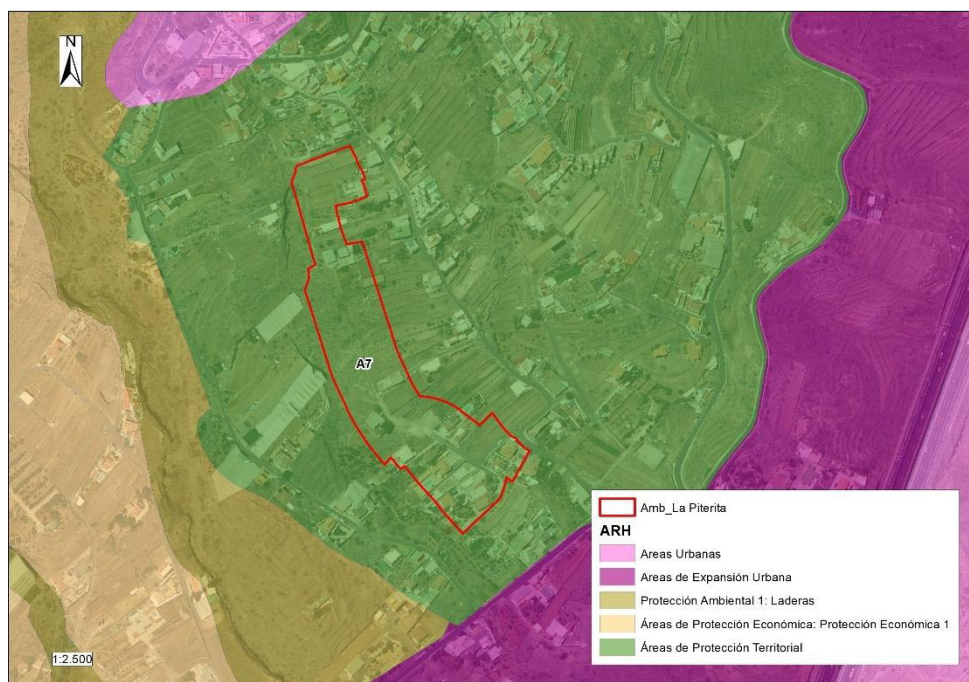 N
A7
Amb_La Piterita
ARH
Areas Urbanas
Areas de Expansión Urbana
Protección Ambiental 1: Laderas
Áreas de Protección Económica: Protección Económica 1
Áreas de Protección Territorial
1:2.500